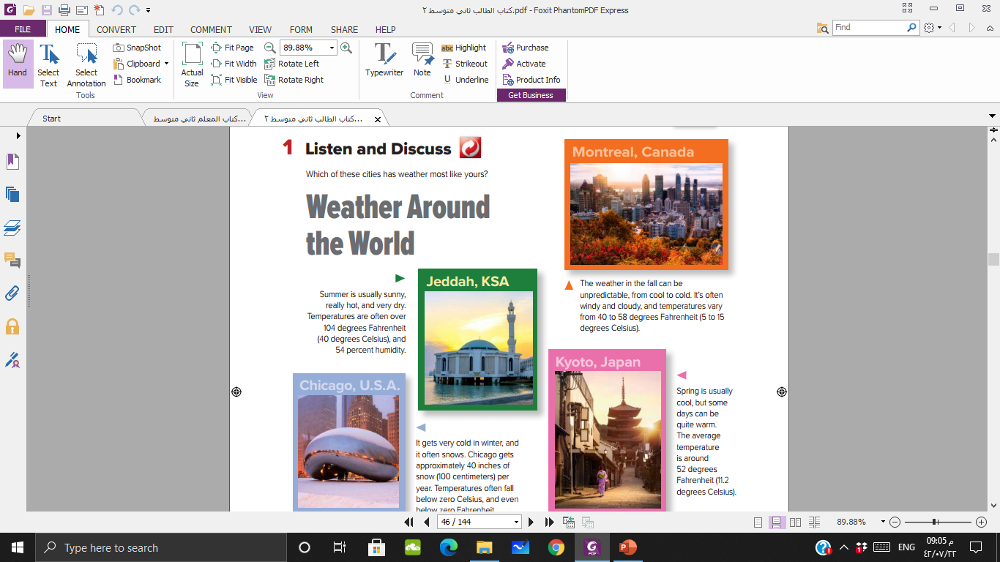 كتاب الطالب ثاني متوسط ٢.pdf - Foxit PhantomPDF Express
FILE
HOME
CONVERT
EDIT
COMMENT
VIEW
FORM
SHARE
HELP
Find
Hand
Select Text
Select Annotation
SnapShot
Clipboard
Bookmark
Tools
Actual Size
Fit Page
Fit Width
Fit Visible
89.88%
Rotate Left
Rotate Right
View
Typewriter
Note
abc Highlight
T Strikeout
U Underline
Comment
Purchase
Activate
Product Info
Get Business
Start
كتاب المعلم ثاني متوسط...
كتاب الطالب ثاني متوسط ٢...
1 Listen and Discuss
Which of these cities has weather most like yours?
Weather Around
the World
Montreal, Canada
The weather in the fall can be
unpredictable, from cool to cold. It's often
windy and cloudy, and temperatures vary
from 40 to 58 degrees Fahrenheit (5 to 15
degrees Celsius).
Jeddah, KSA
Summer is usually sunny,
really hot, and very dry.
Temperatures are often over
104 degrees Fahrenheit
(40 degrees Celsius), and
54 percent humidity.
Kyoto, Japan
Spring is usually
cool, but some
days can be
quite warm.
The average
temperature
is around
52 degrees
Fahrenheit (11.2
degrees Celsius).
Chicago, U.S.A.
It gets very cold in winter, and
it often snows. Chicago gets
approximately 40 inches of
snow (100 centimeters) per
year. Temperatures often fall
below zero Celsius, and even
below zero Fahrenheit.
46 / 144
89.88%
Type here to search
ENG
09:05 م
٤٢/٠٧/٢٢